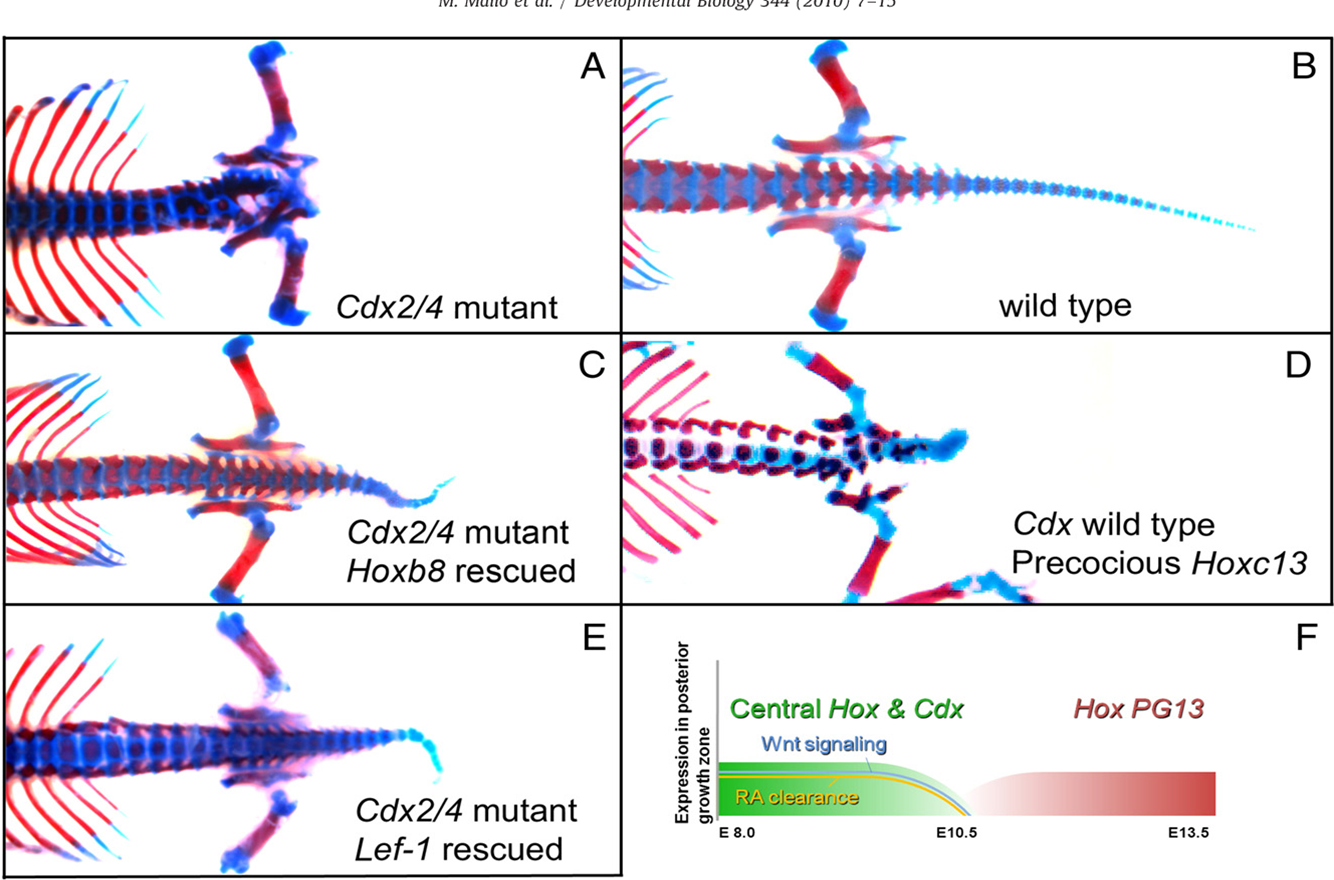 M. Mallo et al. / Developmental Biology 344 (2010) 7–15
A
B
Cdx2/4 mutant
wild type
C
D
Cdx2/4 mutant
Hoxb8 rescued
Cdx wild type
Precocious Hoxc13
E
F
Cdx2/4 mutant
Lef-1 rescued
Expression in posterior
growth zone
Central Hox & Cdx
Hox PG13
Wnt signaling
RA clearance
E 8.0
E10.5
E13.5